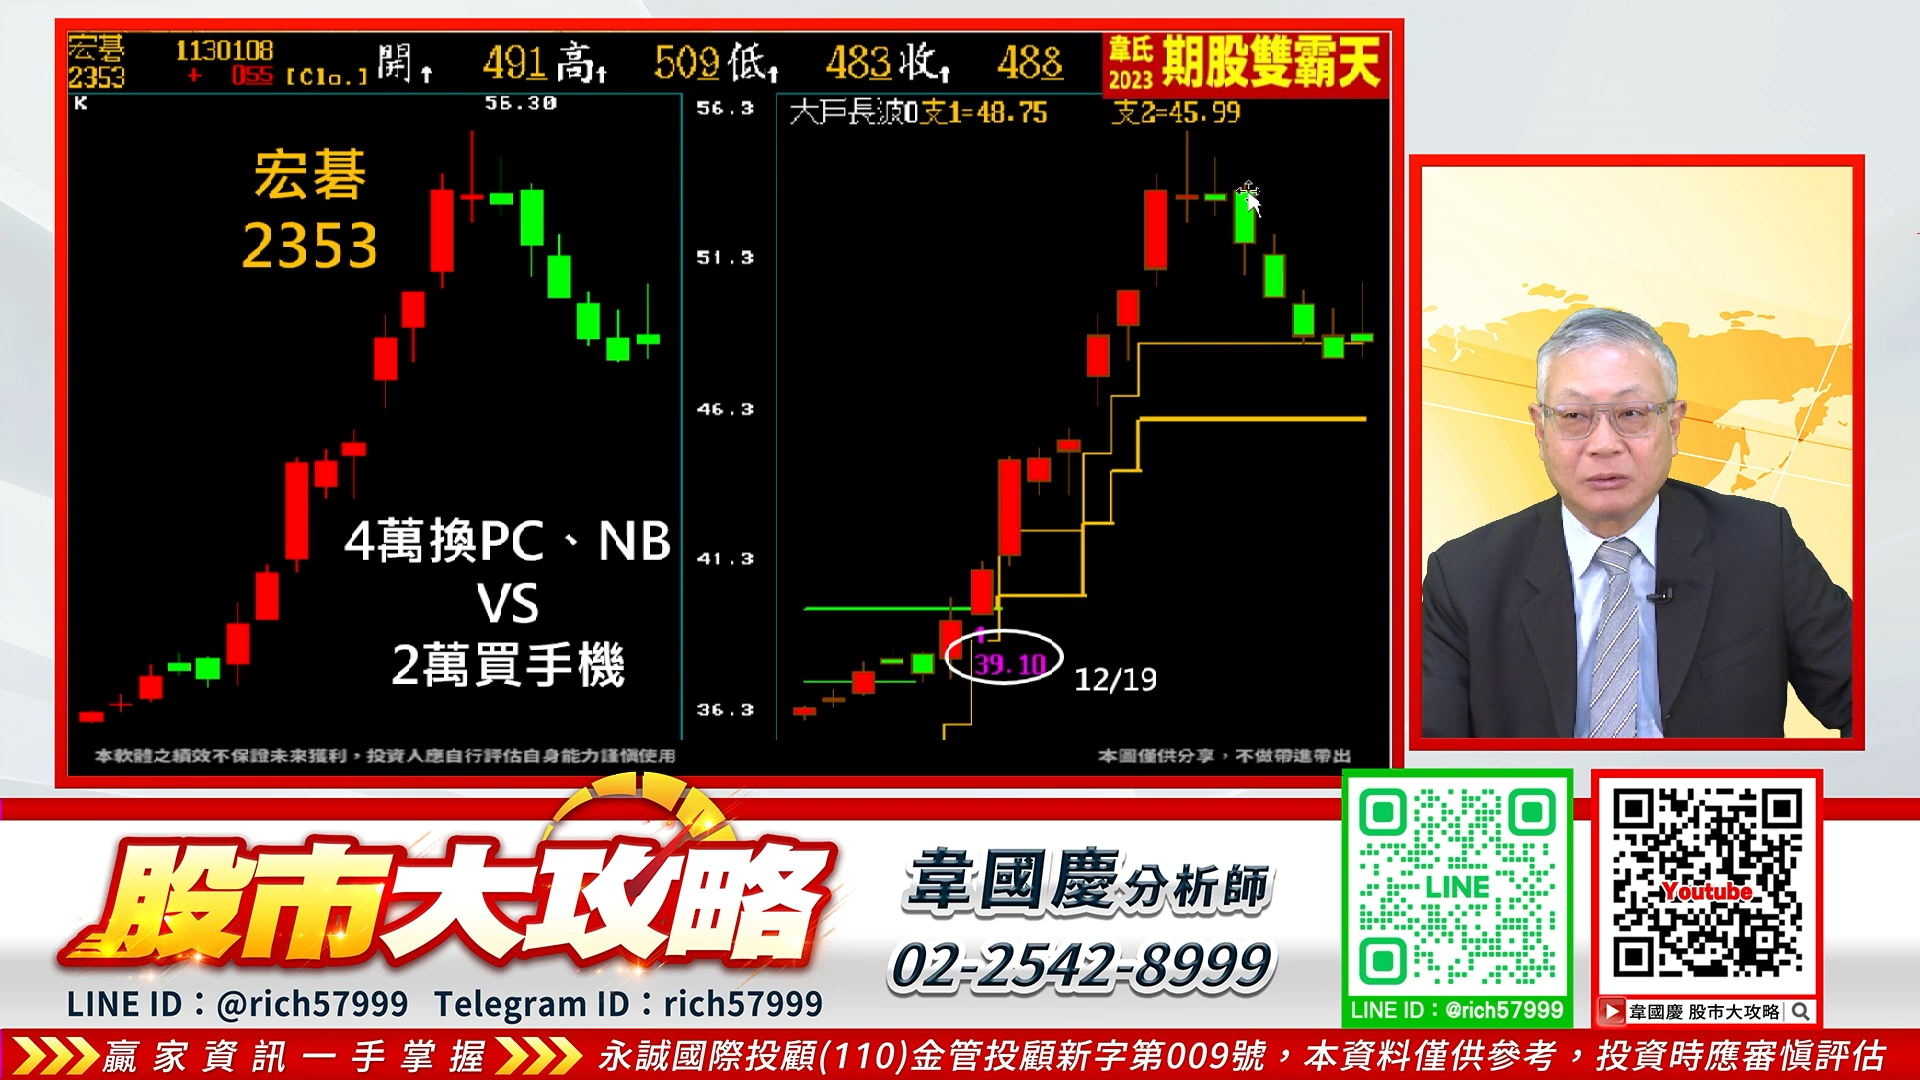 宏碁 1130108 開↑ 491 高↑ 509 低↑ 483 收↑ 488
2353 + 055 [Clo.]
韋氏 2023 期股雙霸天
K 56.30 56.3 大戶長波0支1=48.75 支2=45.99
宏碁
2353
51.3
46.3
41.3
36.3
4萬換PC、NB
VS
2萬買手機
39.10 12/19
本軟體之績效不保證未來獲利，投資人應自行評估自身能力謹慎使用
本圖僅供分享，不做帶進帶出
股市大攻略
LINE ID：@rich57999 Telegram ID：rich57999
韋國慶分析師
02-2542-8999
LINE
LINE ID：@rich57999
Youtube
韋國慶 股市大攻略
贏家資訊一手掌握
永誠國際投顧(110)金管投顧新字第009號，本資料僅供參考，投資時應審慎評估